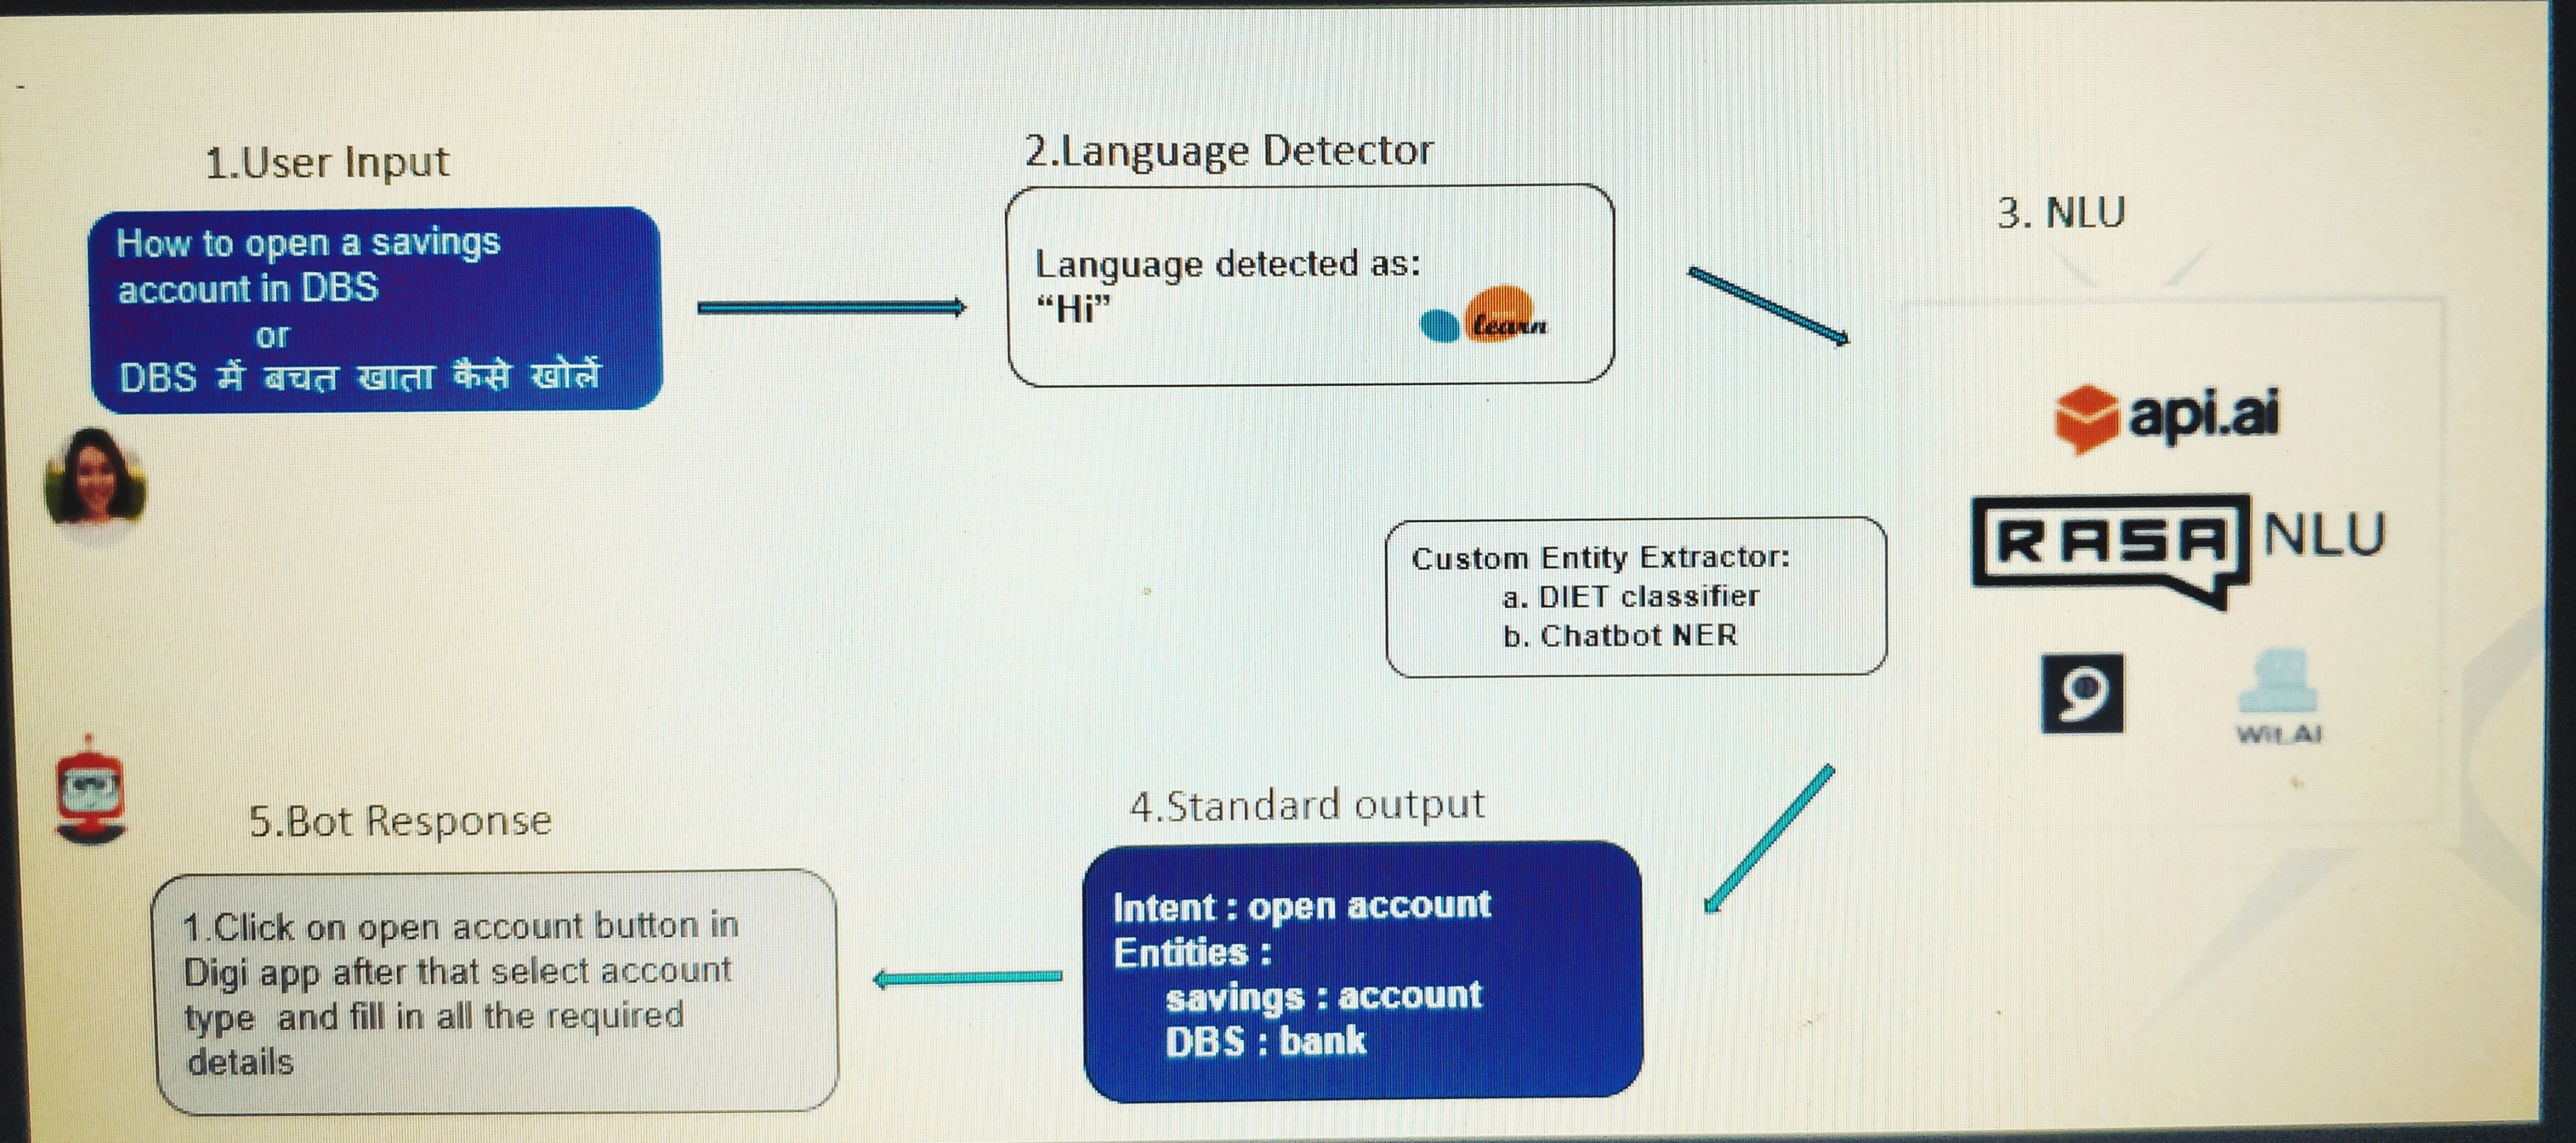 1.User Input
How to open a savings
account in DBS
or
DBS में बचत खाता कैसे खोलें
2.Language Detector
Language detected as:
“Hi”
learn
3. NLU
api.ai
RASA NLU
Wit.AI
Custom Entity Extractor:
a. DIET classifier
b. Chatbot NER
4.Standard output
Intent : open account
Entities :
savings : account
DBS : bank
5.Bot Response
1.Click on open account button in
Digi app after that select account
type and fill in all the required
details